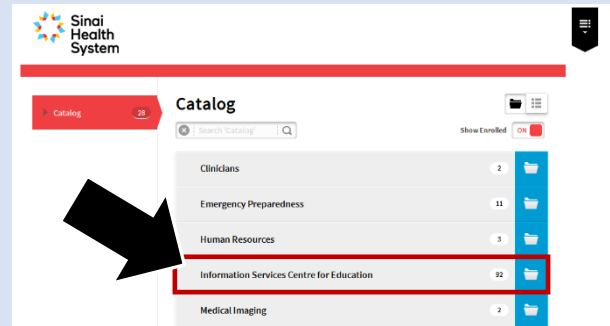 Sinai
Health
System
Catalog 28
Catalog
Search 'Catalog'
Show Enrolled ON
Clinicians 2
Emergency Preparedness 11
Human Resources 3
Information Services Centre for Education 92
Medical Imaging 2